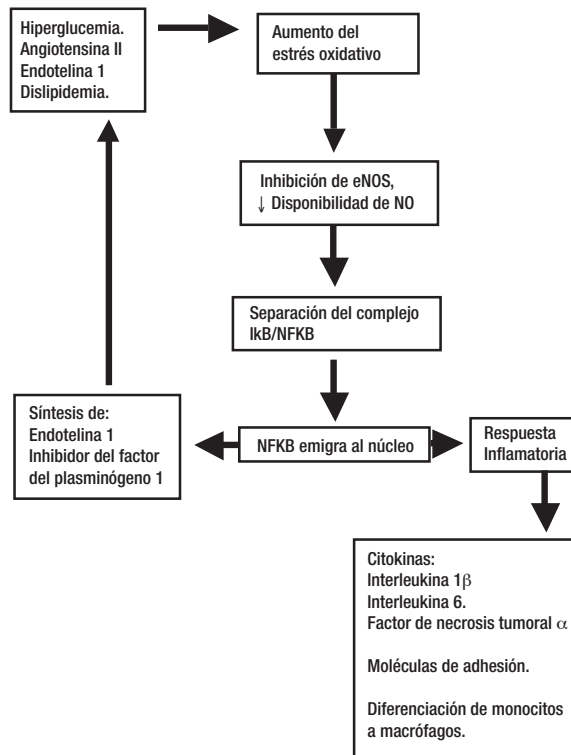 Hiperglucemia.
Angiotensina II
Endotelina 1
Dislipidemia.
Aumento del
estrés oxidativo
Inhibición de eNOS,
↓ Disponibilidad de NO
Separación del complejo
IkB/NFKB
Síntesis de:
Endotelina 1
Inhibidor del factor
del plasminógeno 1
NFKB emigra al núcleo
Respuesta
Inflamatoria
Citokinas:
Interleukina 1β
Interleukina 6.
Factor de necrosis tumoral α
Moléculas de adhesión.
Diferenciación de monocitos
a macrófagos.